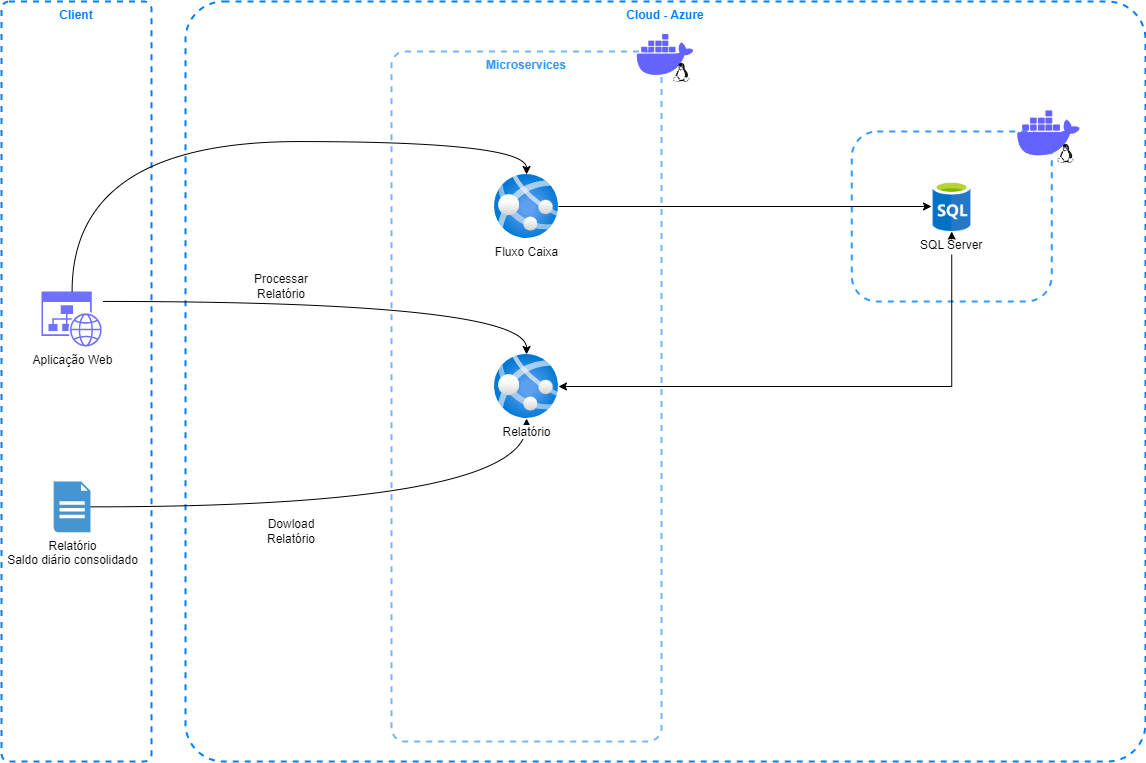 Client
Cloud - Azure
Microservices
Fluxo Caixa
SQL
SQL Server
Processar
Relatório
Aplicação Web
Relatório
Dowload
Relatório
Relatório
Saldo diário consolidado